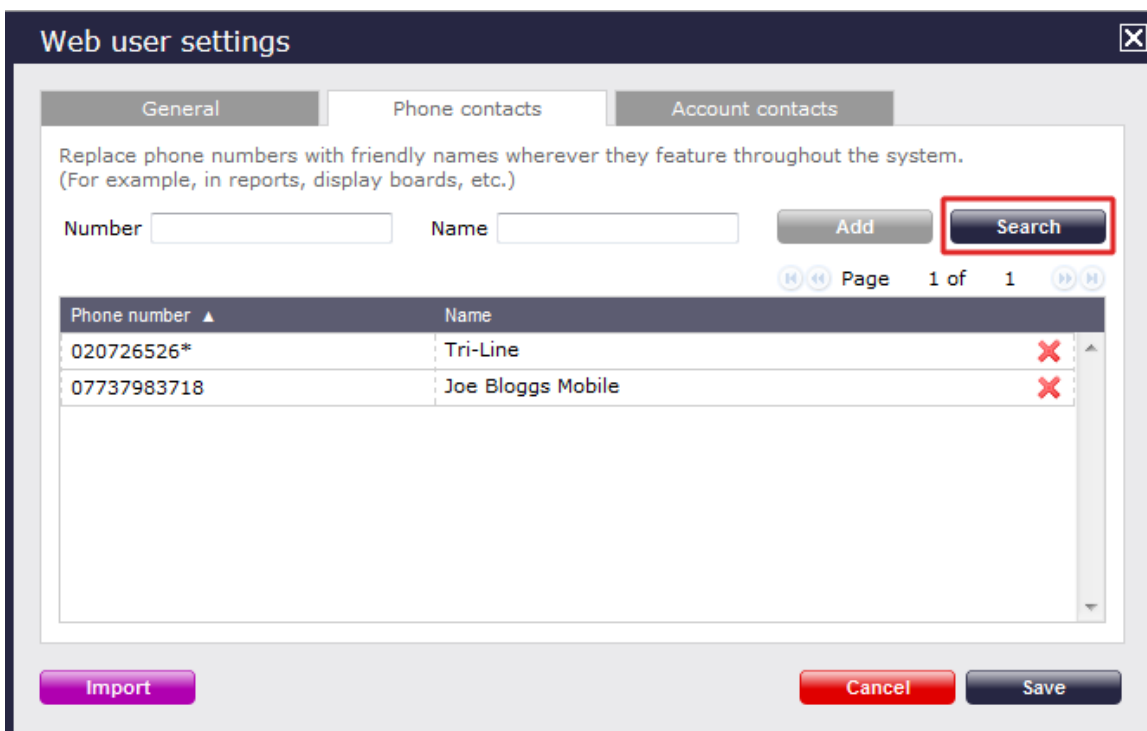 Web user settings
General Phone contacts Account contacts
Replace phone numbers with friendly names wherever they feature throughout the system.
(For example, in reports, display boards, etc.)
Number Name Add Search
Page 1 of 1
Phone number ▲ Name
020726526* Tri-Line
07737983718 Joe Bloggs Mobile
Import Cancel Save